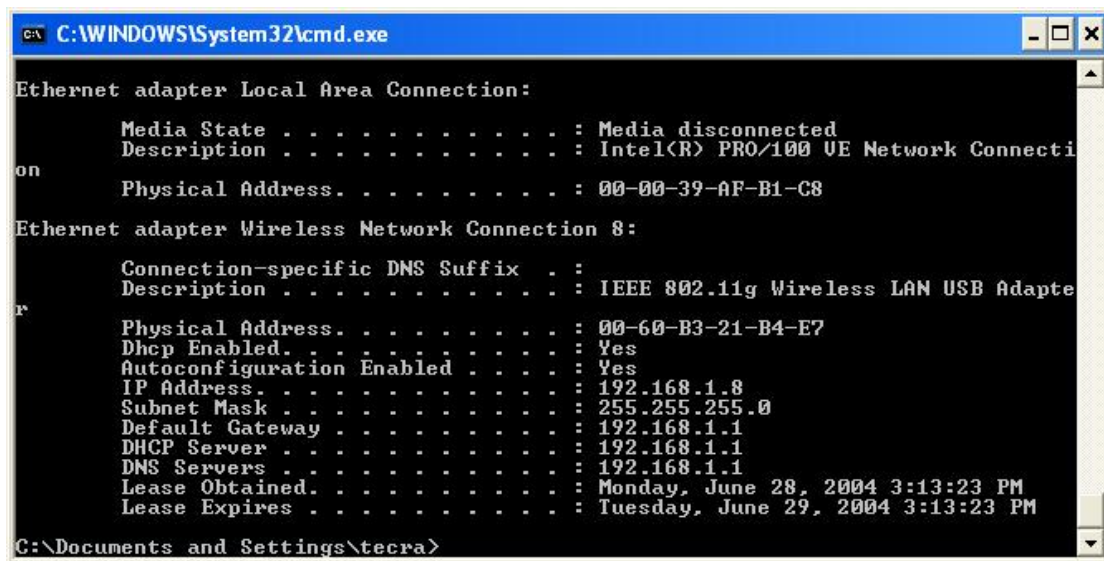 C:\WINDOWS\System32\cmd.exe
Ethernet adapter Local Area Connection:
Media State . . . . . . . . . . . : Media disconnected
Description . . . . . . . . . . . : Intel(R) PRO/100 VE Network Connecti
on
Physical Address. . . . . . . . . : 00-00-39-AF-B1-C8
Ethernet adapter Wireless Network Connection 8:
Connection-specific DNS Suffix  . :
Description . . . . . . . . . . . : IEEE 802.11g Wireless LAN USB Adapte
r
Physical Address. . . . . . . . . : 00-60-B3-21-B4-E7
Dhcp Enabled. . . . . . . . . . . : Yes
Autoconfiguration Enabled . . . . : Yes
IP Address. . . . . . . . . . . . : 192.168.1.8
Subnet Mask . . . . . . . . . . . : 255.255.255.0
Default Gateway . . . . . . . . . : 192.168.1.1
DHCP Server . . . . . . . . . . . : 192.168.1.1
DNS Servers . . . . . . . . . . . : 192.168.1.1
Lease Obtained. . . . . . . . . . : Monday, June 28, 2004 3:13:23 PM
Lease Expires . . . . . . . . . . : Tuesday, June 29, 2004 3:13:23 PM
C:\Documents and Settings\tecra>